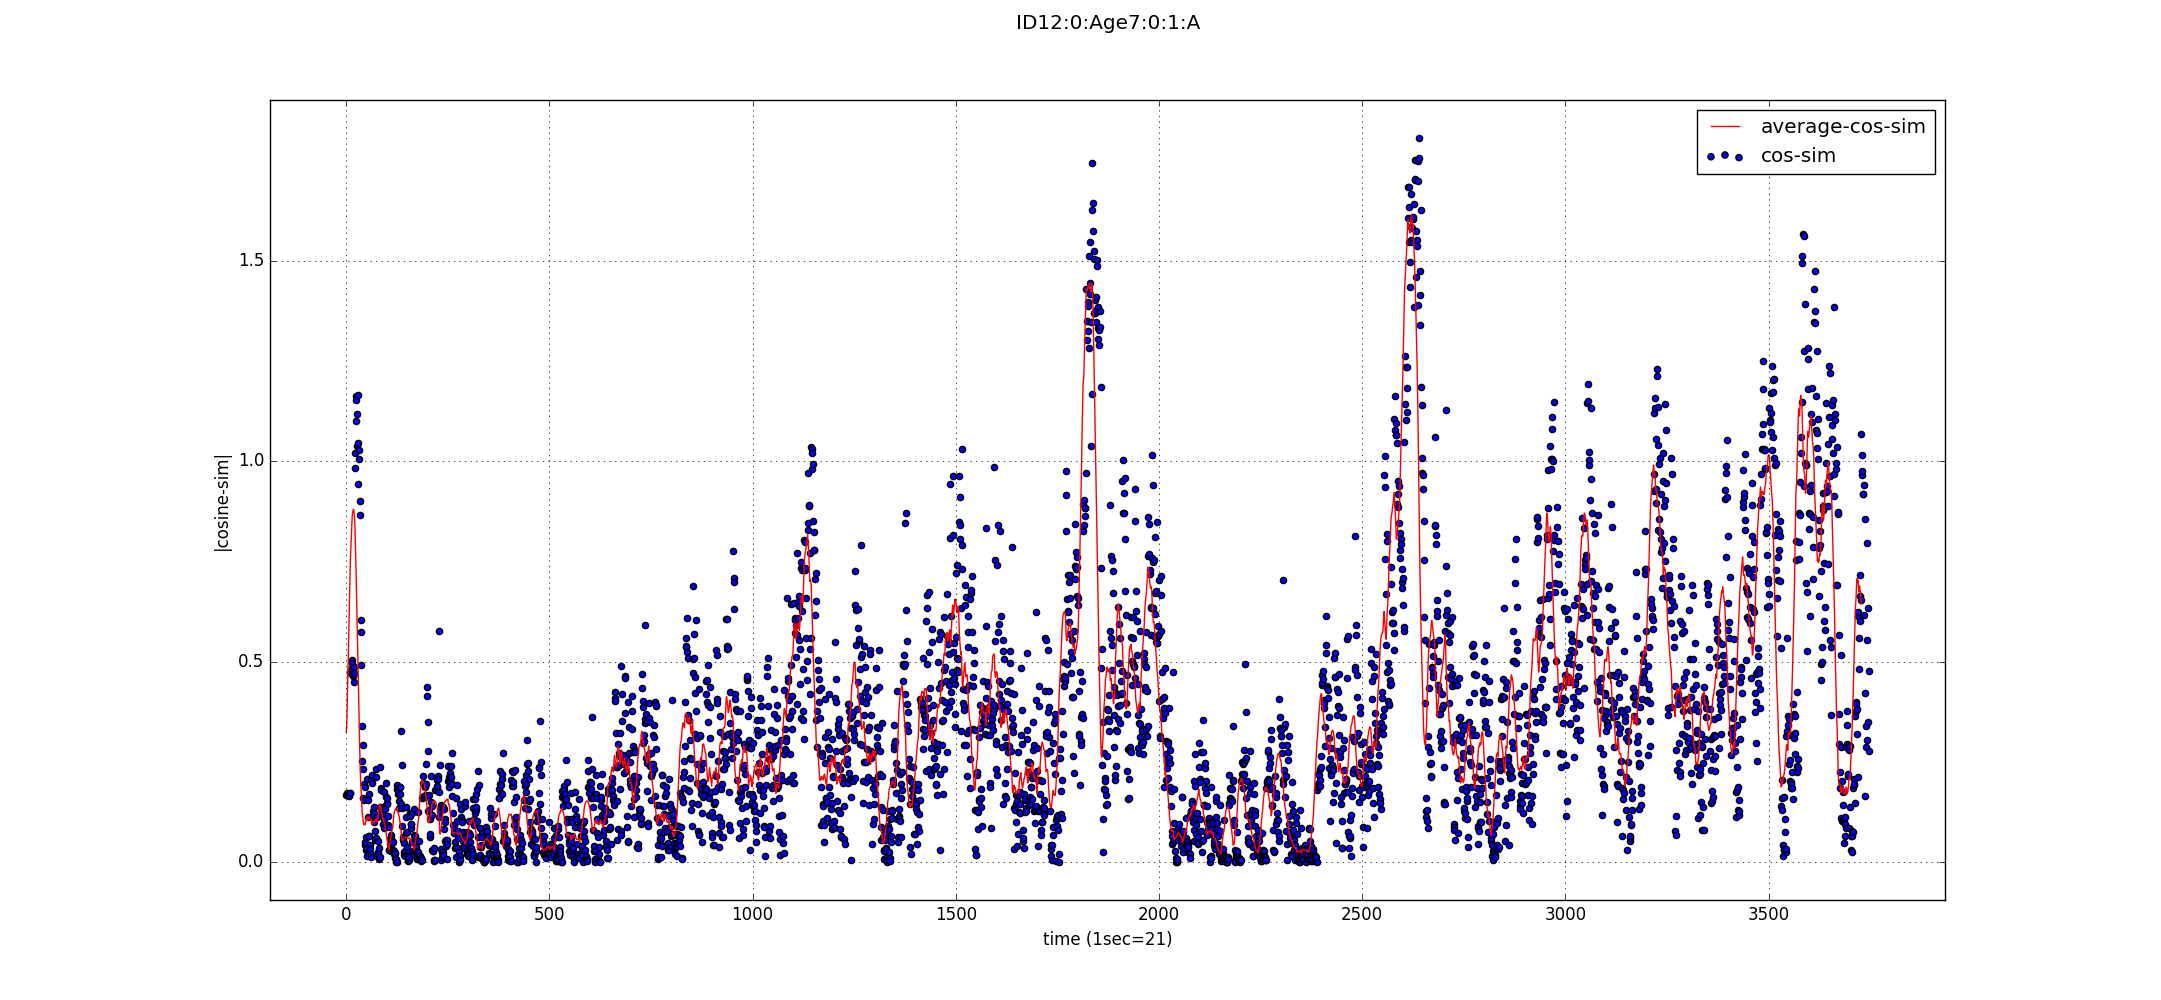 ID12:0:Age7:0:1:A
average-cos-sim
cos-sim
|cosine-sim|
1.5
1.0
0.5
0.0
0 500 1000 1500 2000 2500 3000 3500
time (1sec=21)